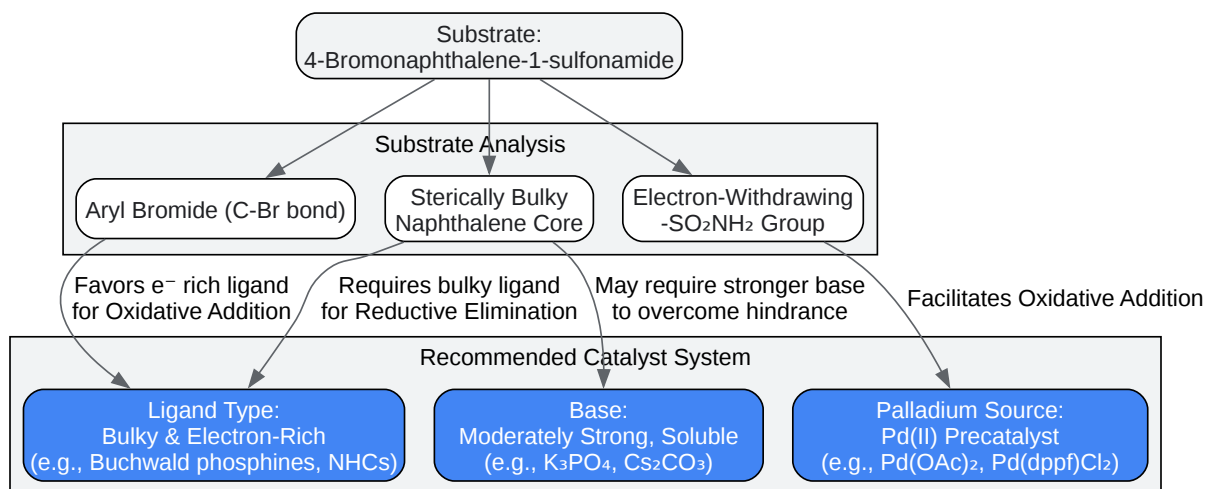 Substrate:
4-Bromonaphthalene-1-sulfonamide
Substrate Analysis
Aryl Bromide (C-Br bond)
Sterically Bulky
Naphthalene Core
Electron-Withdrawing
-SO₂NH₂ Group
Favors e⁻ rich ligand
for Oxidative Addition
Requires bulky ligand
for Reductive Elimination
May require stronger base
to overcome hindrance
Facilitates Oxidative Addition
Recommended Catalyst System
Ligand Type:
Bulky & Electron-Rich
(e.g., Buchwald phosphines, NHCs)
Base:
Moderately Strong, Soluble
(e.g., K₃PO₄, Cs₂CO₃)
Palladium Source:
Pd(II) Precatalyst
(e.g., Pd(OAc)₂, Pd(dppf)Cl₂)